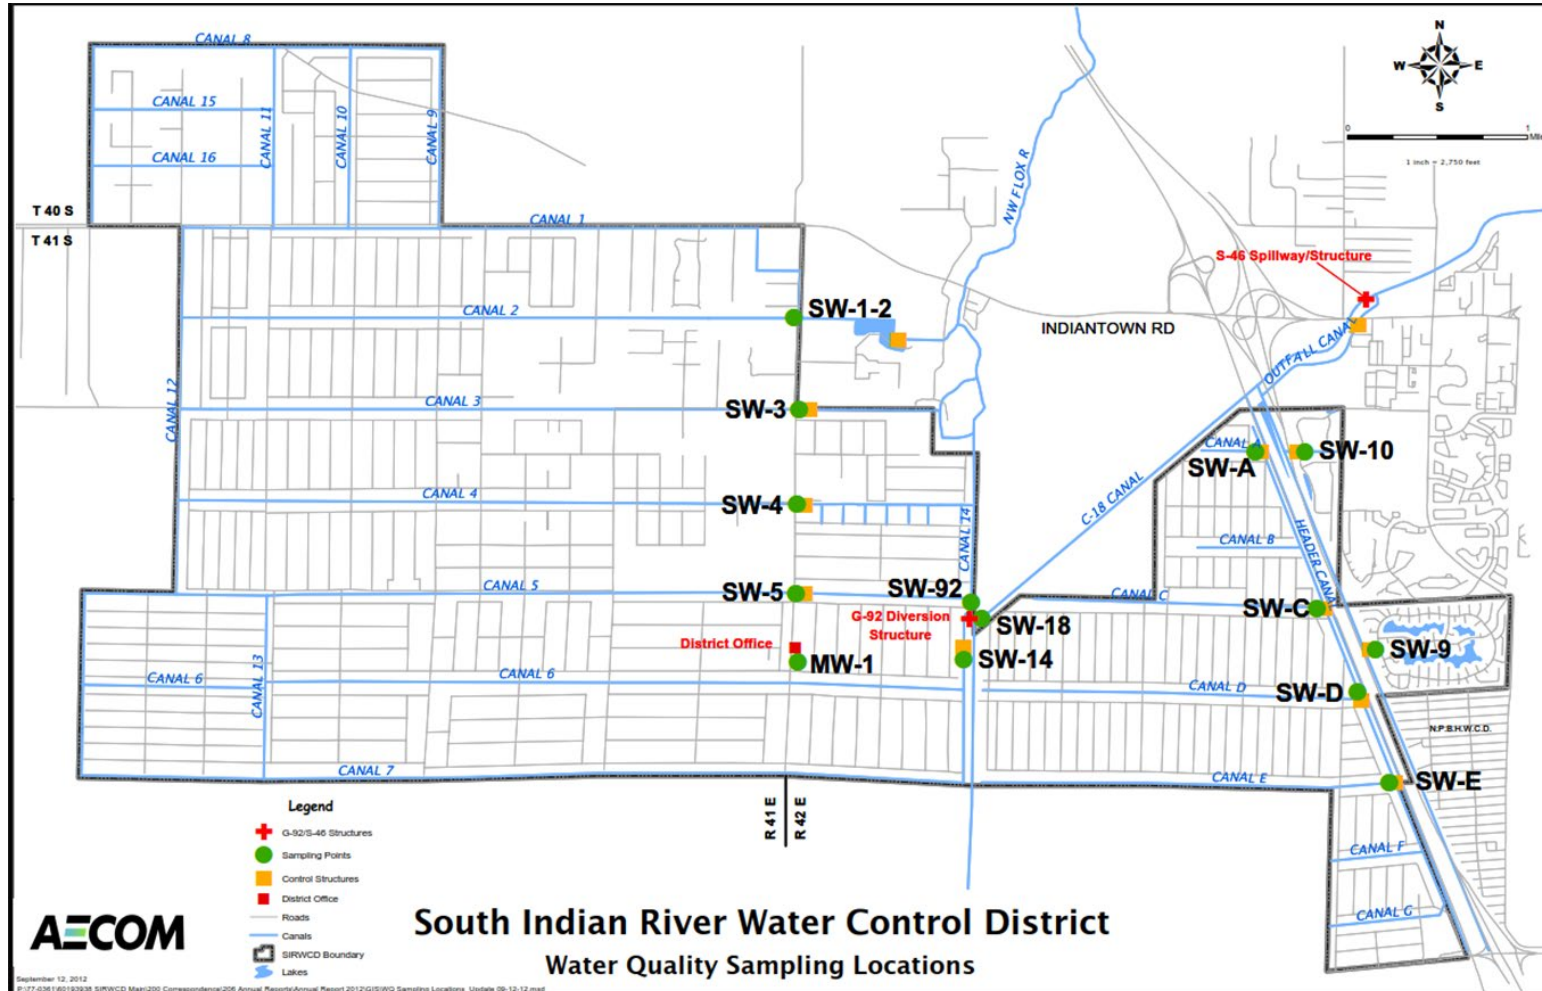 CANAL 8
N
W E
S
CANAL 15
CANAL 11
CANAL 10
CANAL 9
0 1
Mile
CANAL 16
1 inch = 2,750 feet
NW FLOX R
T 40 S
T 41 S
CANAL 1
S-46 Spillway/Structure
CANAL 2
SW-1-2
INDIANTOWN RD
OUTFALL CANAL
CANAL 12
CANAL 3
SW-3
CANAL A
SW-A
SW-10
CANAL 4
SW-4
C-18 CANAL
CANAL 14
CANAL B
HEADER CANAL
CANAL 5
SW-5
SW-92
CANAL C
SW-C
G-92 Diversion
Structure
SW-18
District Office
MW-1
SW-14
SW-9
CANAL 13
CANAL 6
CANAL 6
CANAL D
SW-D
N.P.B.H.W.C.D.
CANAL 7
CANAL E
SW-E
R 41 E
R 42 E
CANAL F
CANAL G
Legend
G-92/S-46 Structures
Sampling Points
Control Structures
District Office
Roads
Canals
SIRWCD Boundary
Lakes
AECOM
South Indian River Water Control District
Water Quality Sampling Locations
September 12, 2012